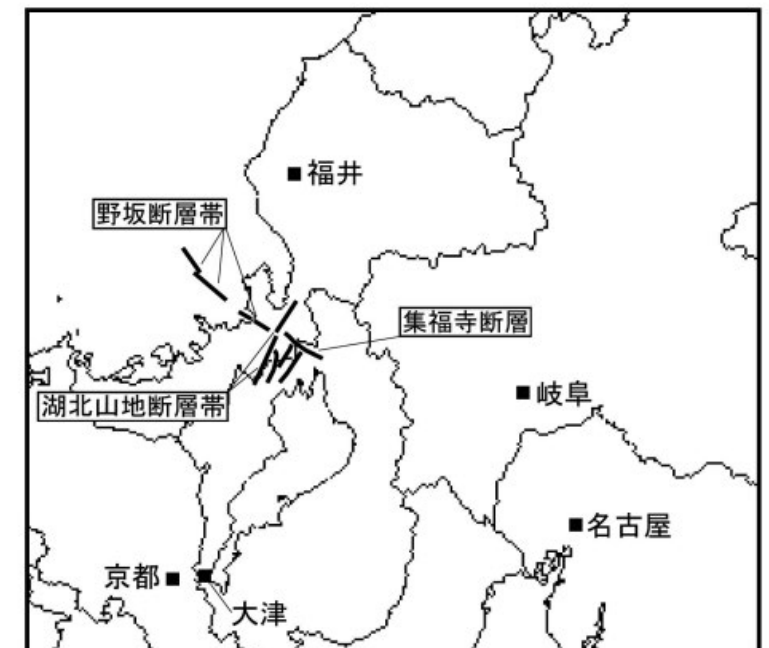 福井
野坂断層帯
集福寺断層
湖北山地断層帯
岐阜
名古屋
京都
大津